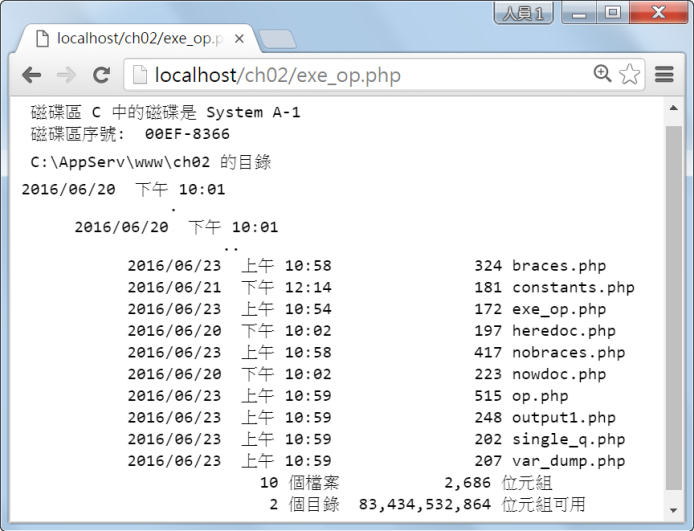 人員1
localhost/ch02/exe_op.p
localhost/ch02/exe_op.php
磁碟區 C 中的磁碟是 System A-1
磁碟區序號:  00EF-8366
C:\AppServ\www\ch02 的目錄
2016/06/20  下午 10:01
.
2016/06/20  下午 10:01
..
2016/06/23  上午 10:58               324 braces.php
2016/06/21  下午 12:14               181 constants.php
2016/06/23  上午 10:54               172 exe_op.php
2016/06/20  下午 10:02               197 heredoc.php
2016/06/23  上午 10:58               417 nobraces.php
2016/06/20  下午 10:02               223 nowdoc.php
2016/06/23  上午 10:59               515 op.php
2016/06/23  上午 10:59               248 output1.php
2016/06/23  上午 10:59               202 single_q.php
2016/06/23  上午 10:59               207 var_dump.php
10 個檔案           2,686 位元組
2 個目錄  83,434,532,864 位元組可用